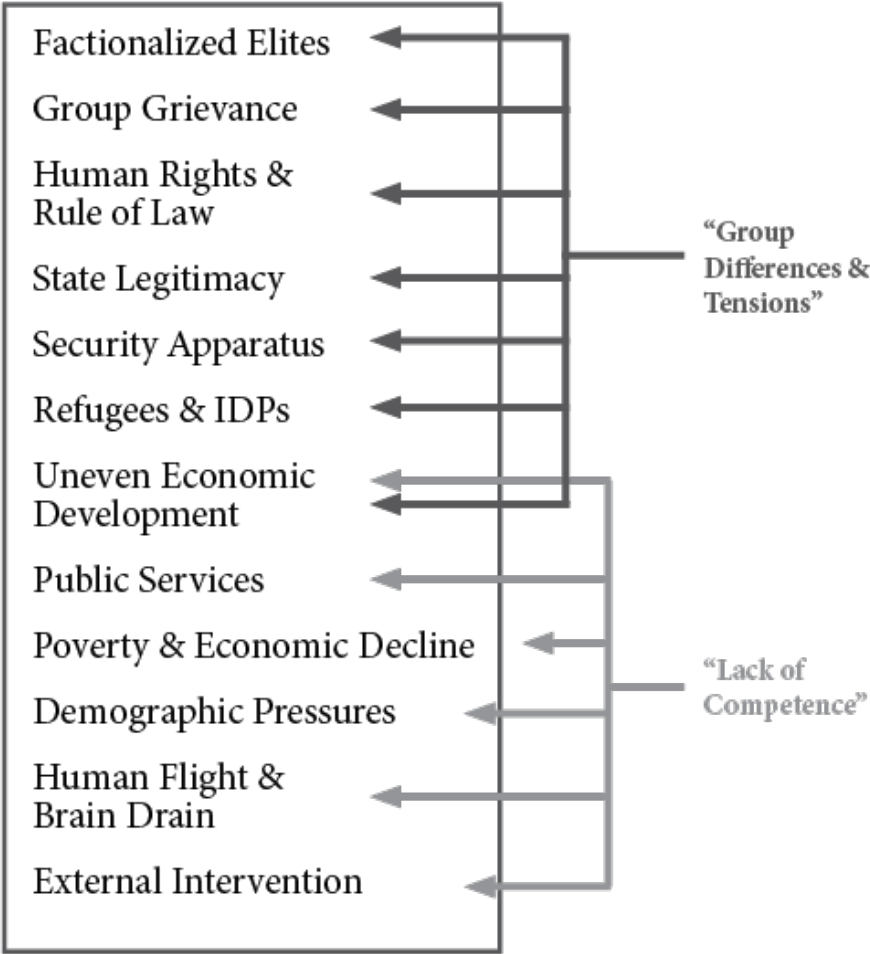 Factionalized Elites
Group Grievance
Human Rights &
Rule of Law
State Legitimacy
Security Apparatus
Refugees & IDPs
Uneven Economic
Development
Public Services
Poverty & Economic Decline
Demographic Pressures
Human Flight &
Brain Drain
External Intervention
“Group
Differences &
Tensions”
“Lack of
Competence”